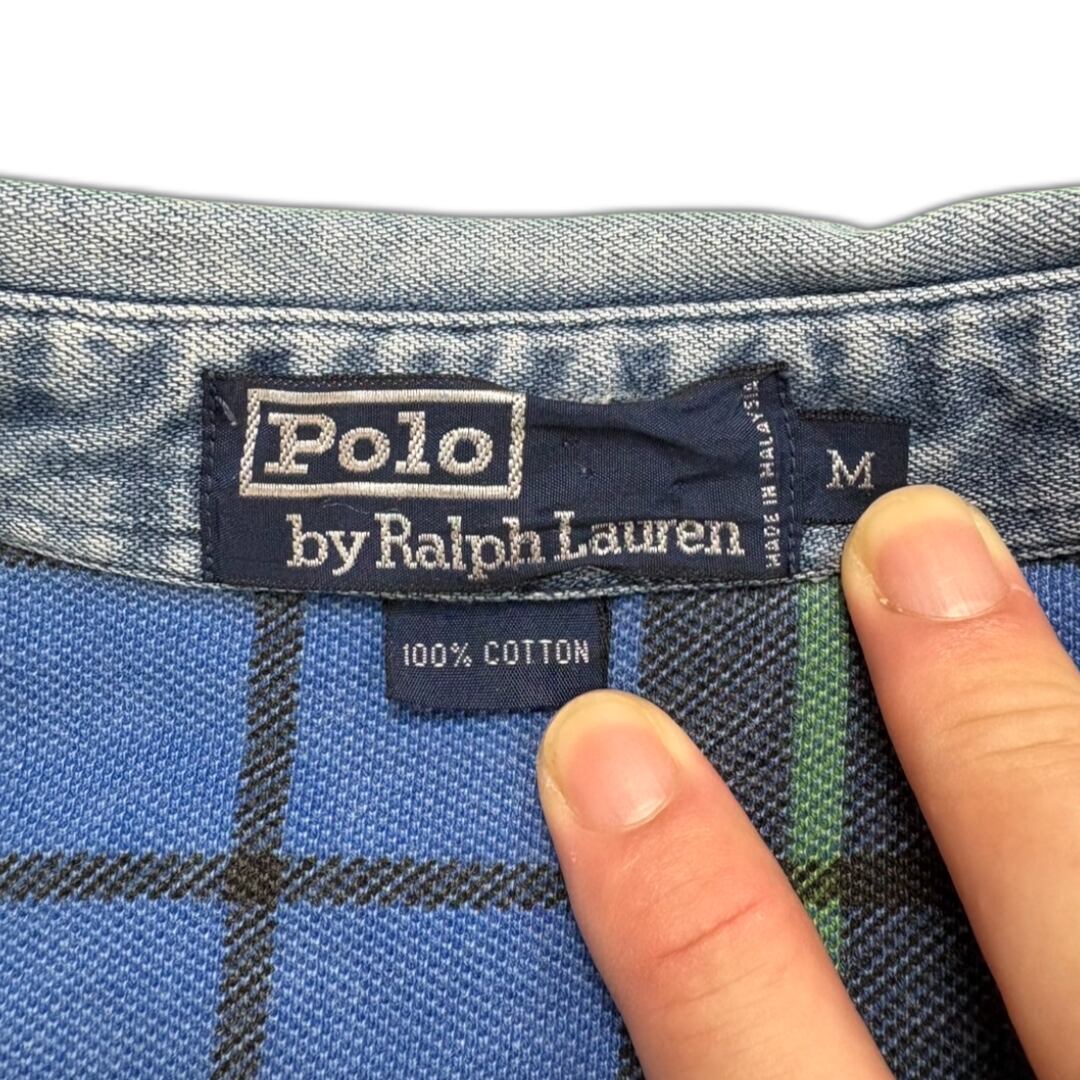 Polo
by Ralph Lauren
MADE IN MALAYSIA
M
100% COTTON